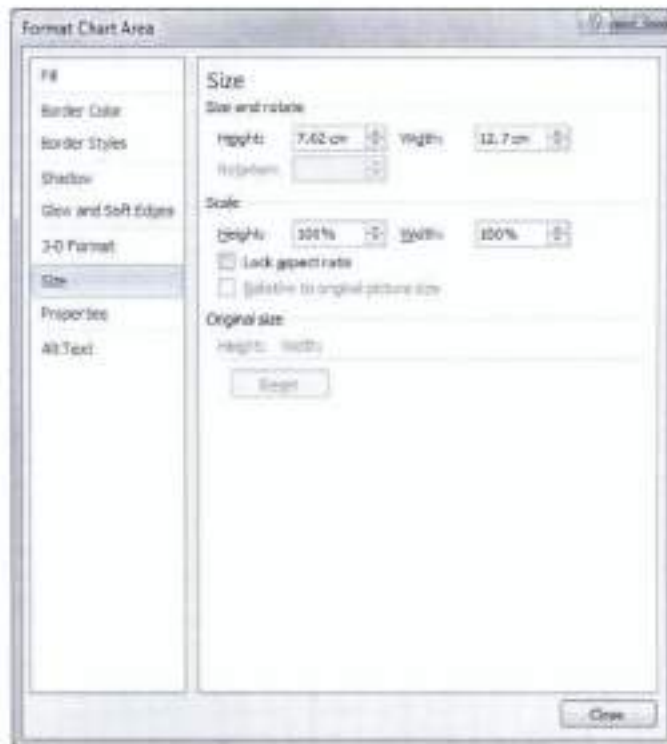 Format Chart Area
Fill
Border Color
Border Styles
Shadow
Glow and Soft Edges
3-D Format
Size
Properties
Alt Text
Size
Size and rotate
Height: 7.62 cm Width: 12.7 cm
Rotation:
Scale
Height: 100% Width: 100%
Lock aspect ratio
Relative to original picture size
Original size
Height: Width:
Reset
Close